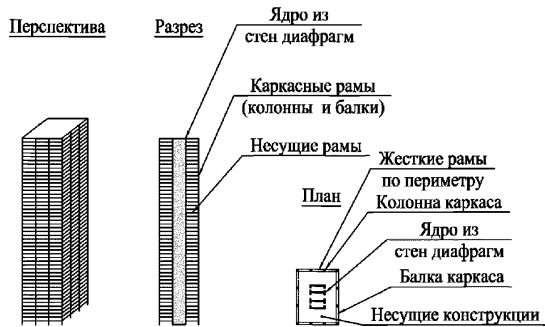 Перспектива
Разрез
Ядро из
стен диафрагм
Каркасные рамы
(колонны и балки)
Несущие рамы
План
Жесткие рамы
по периметру
Колонна каркаса
Ядро из
стен диафрагм
Балка каркаса
Несущие конструкции